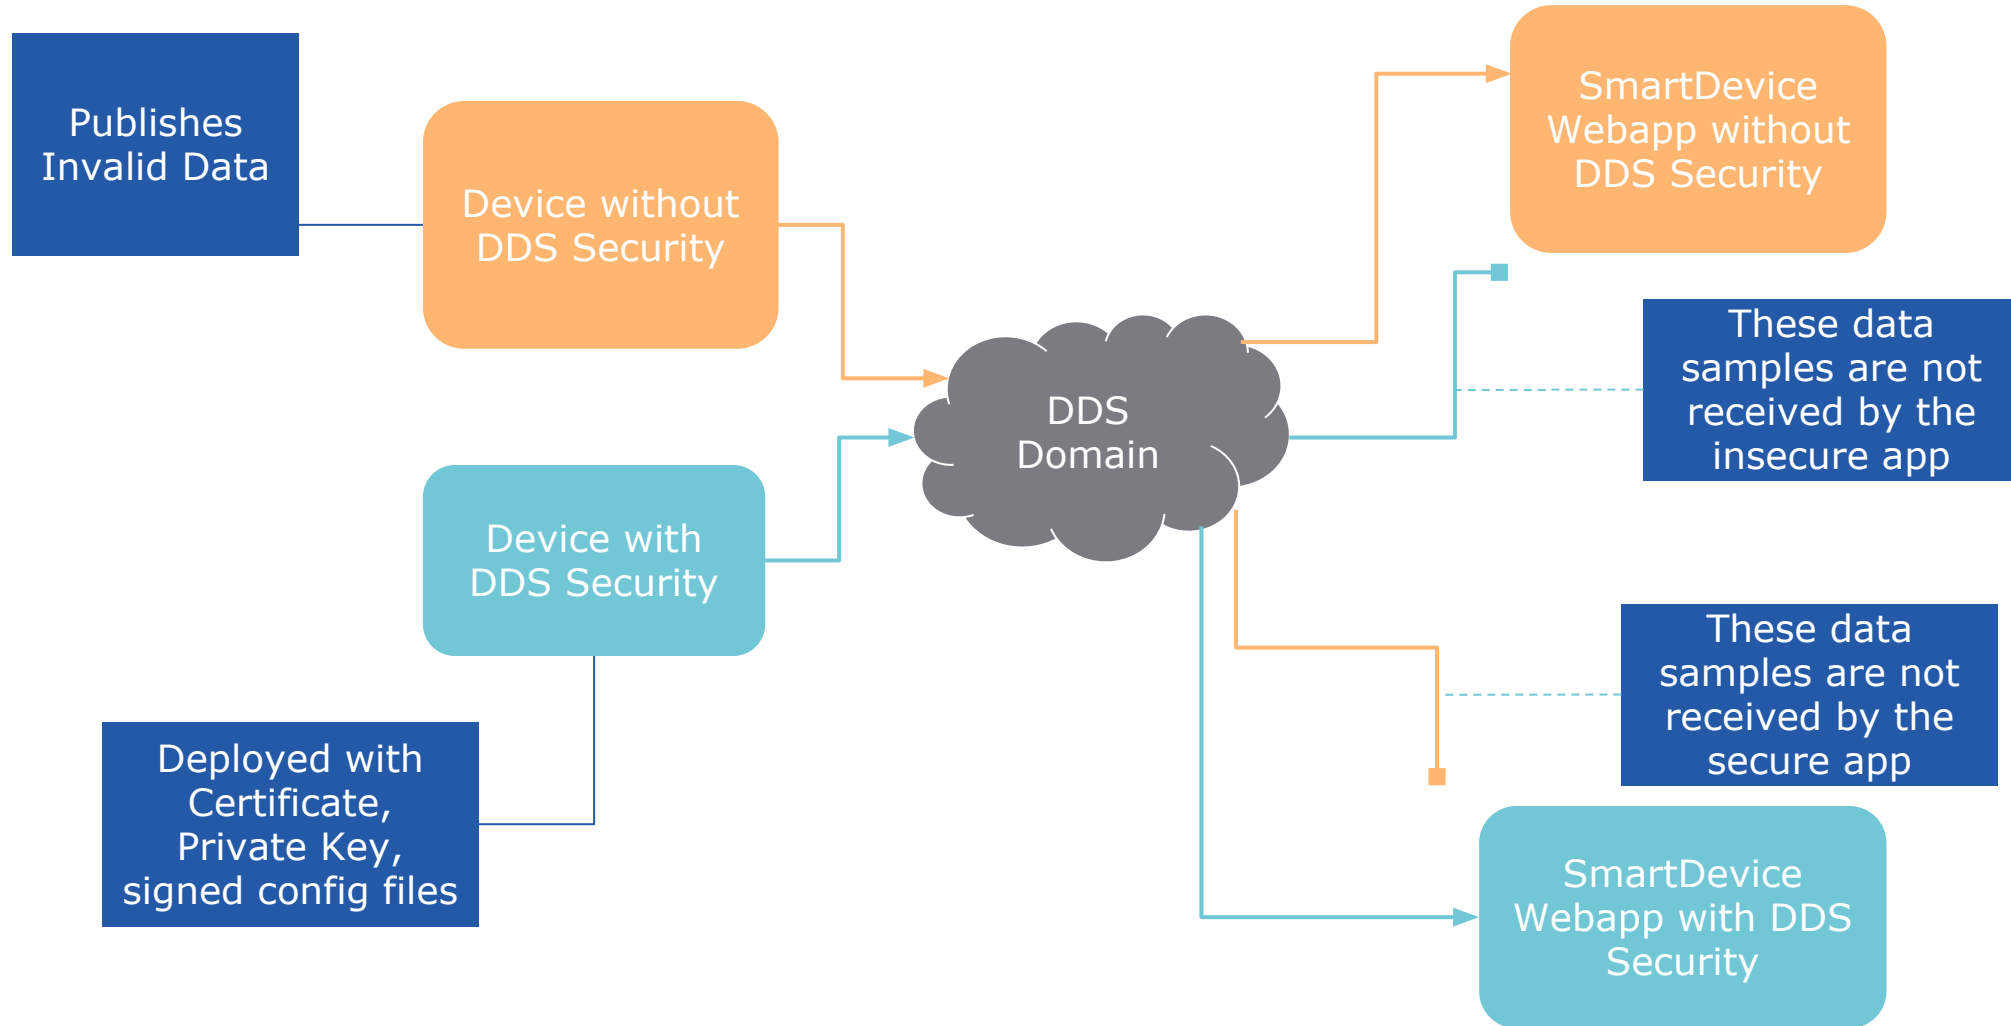 Publishes
Invalid Data
Device without
DDS Security
SmartDevice
Webapp without
DDS Security
These data
samples are not
received by the
insecure app
DDS
Domain
Device with
DDS Security
These data
samples are not
received by the
secure app
Deployed with
Certificate,
Private Key,
signed config files
SmartDevice
Webapp with DDS
Security